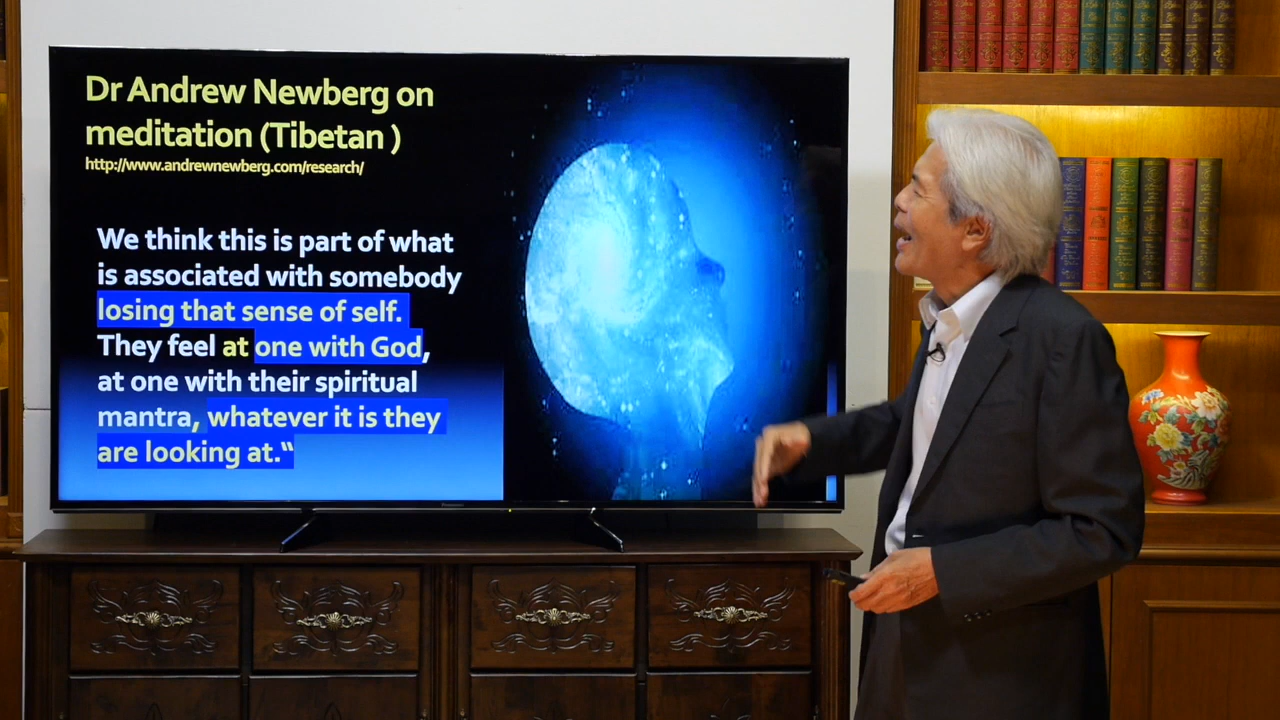 Dr Andrew Newberg on
meditation (Tibetan )
http://www.andrewnewberg.com/research/
We think this is part of what
is associated with somebody
losing that sense of self.
They feel at one with God,
at one with their spiritual
mantra, whatever it is they
are looking at.“
Panasonic